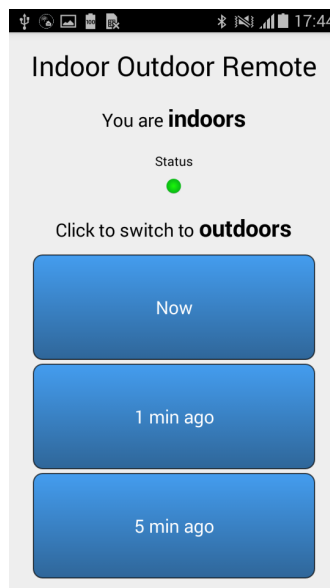 17:44
Indoor Outdoor Remote
You are indoors
Status
Click to switch to outdoors
Now
1 min ago
5 min ago